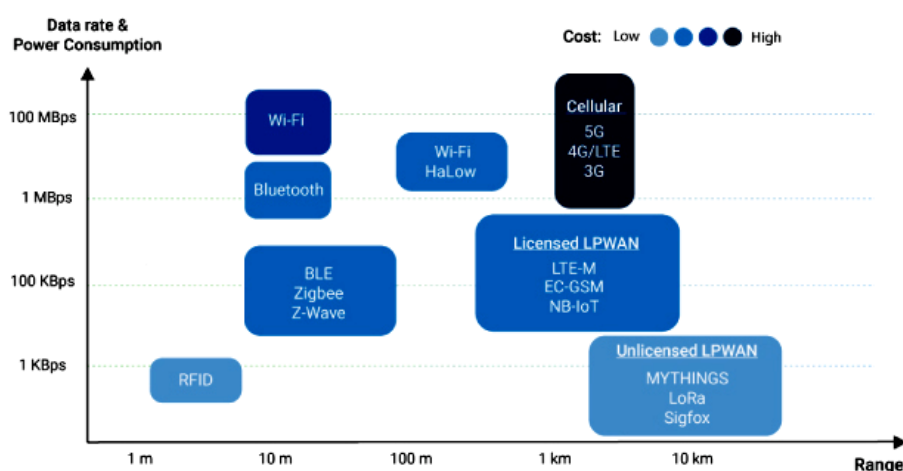 Data rate &
Power Consumption
Cost: Low High
100 MBps
Wi-Fi
Cellular
5G
4G/LTE
3G
Wi-Fi
HaLow
Bluetooth
1 MBps
Licensed LPWAN
LTE-M
EC-GSM
NB-IoT
BLE
Zigbee
Z-Wave
100 KBps
Unlicensed LPWAN
MYTHINGS
LoRa
Sigfox
1 KBps
RFID
1 m 10 m 100 m 1 km 10 km
Range